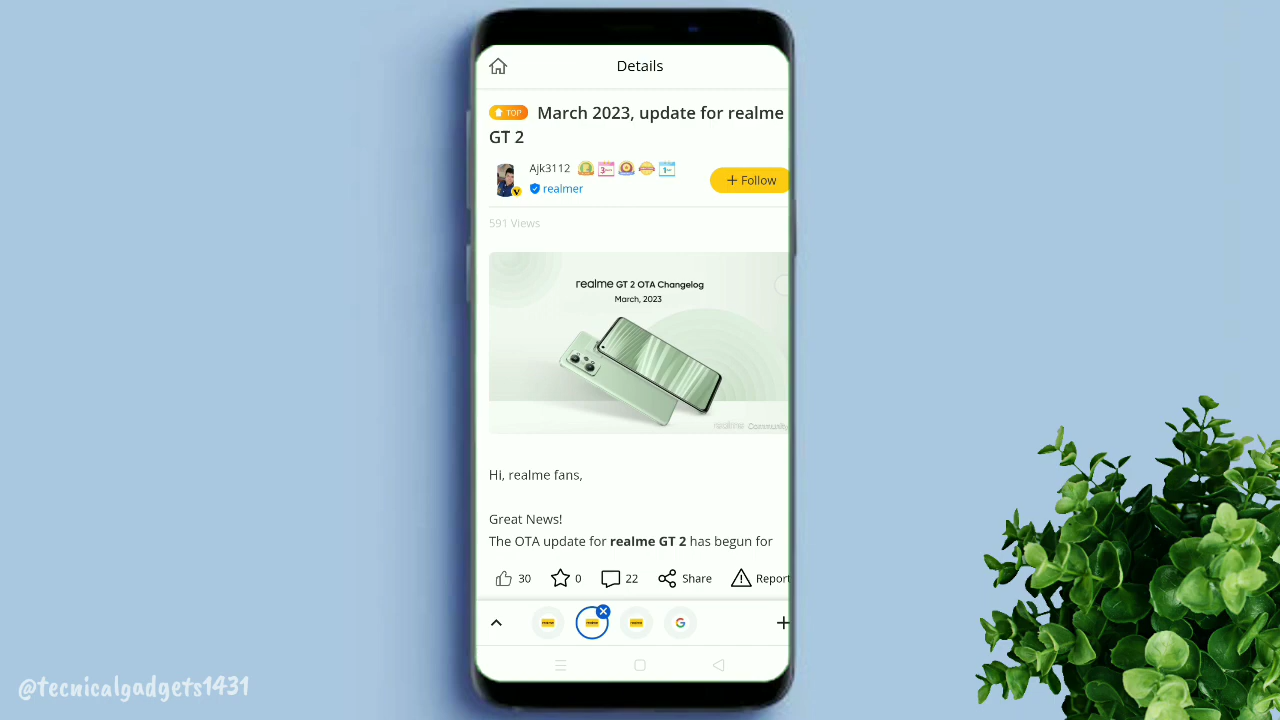 Details
TOP March 2023, update for realme
GT 2
Ajk3112
realmer
+ Follow
591 Views
realme GT 2 OTA Changelog
March, 2023
realme Community
Hi, realme fans,
Great News!
The OTA update for realme GT 2 has begun for
30 0 22 Share Report
@tecnicalgadgets1431